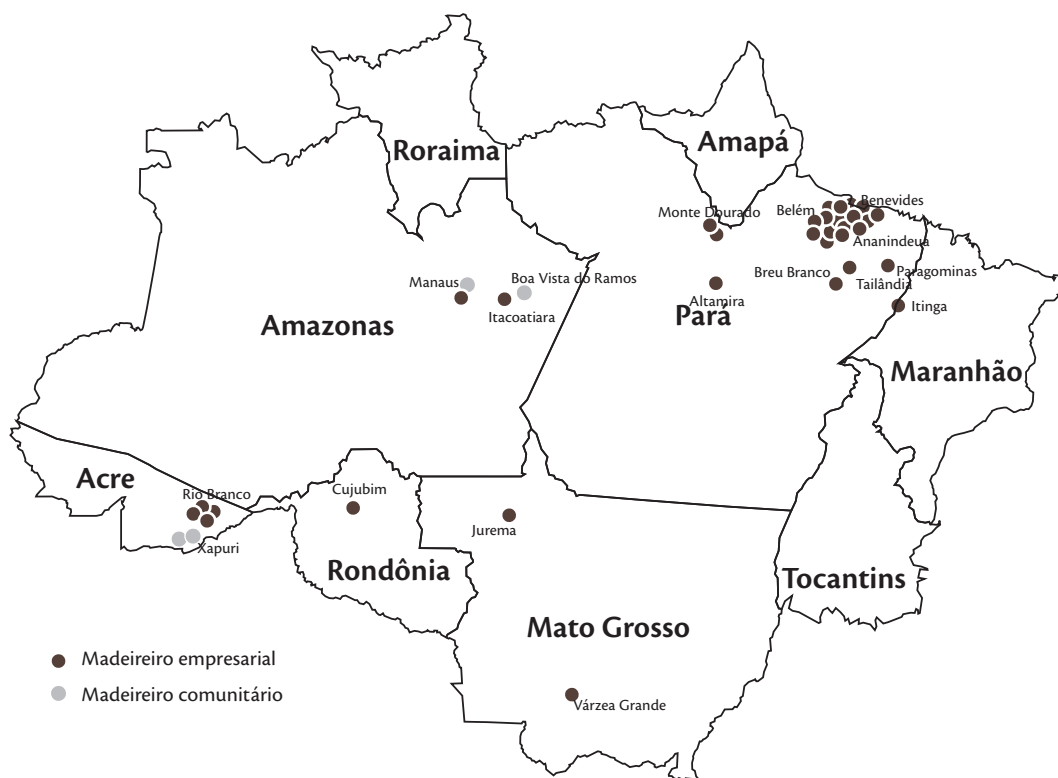 Roraima
Amapá
Monte Dourado
Belém
Benevides
Ananindeua
Manaus
Boa Vista do Ramos
Itacoatiara
Breu Branco
Paragominas
Tailândia
Altamira
Itinga
Amazonas
Pará
Maranhão
Acre
Rio Branco
Cujubim
Jurema
Xapuri
Rondônia
Tocantins
Mato Grosso
Madeireiro empresarial
Madeireiro comunitário
Várzea Grande